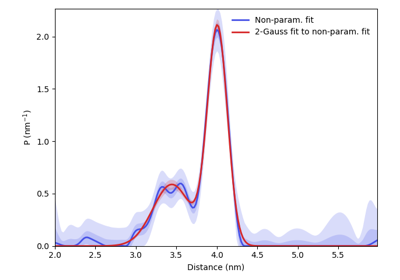 Non-param. fit
2-Gauss fit to non-param. fit
P (nm⁻¹)
2.0
1.5
1.0
0.5
0.0
2.0 2.5 3.0 3.5 4.0 4.5 5.0 5.5
Distance (nm)